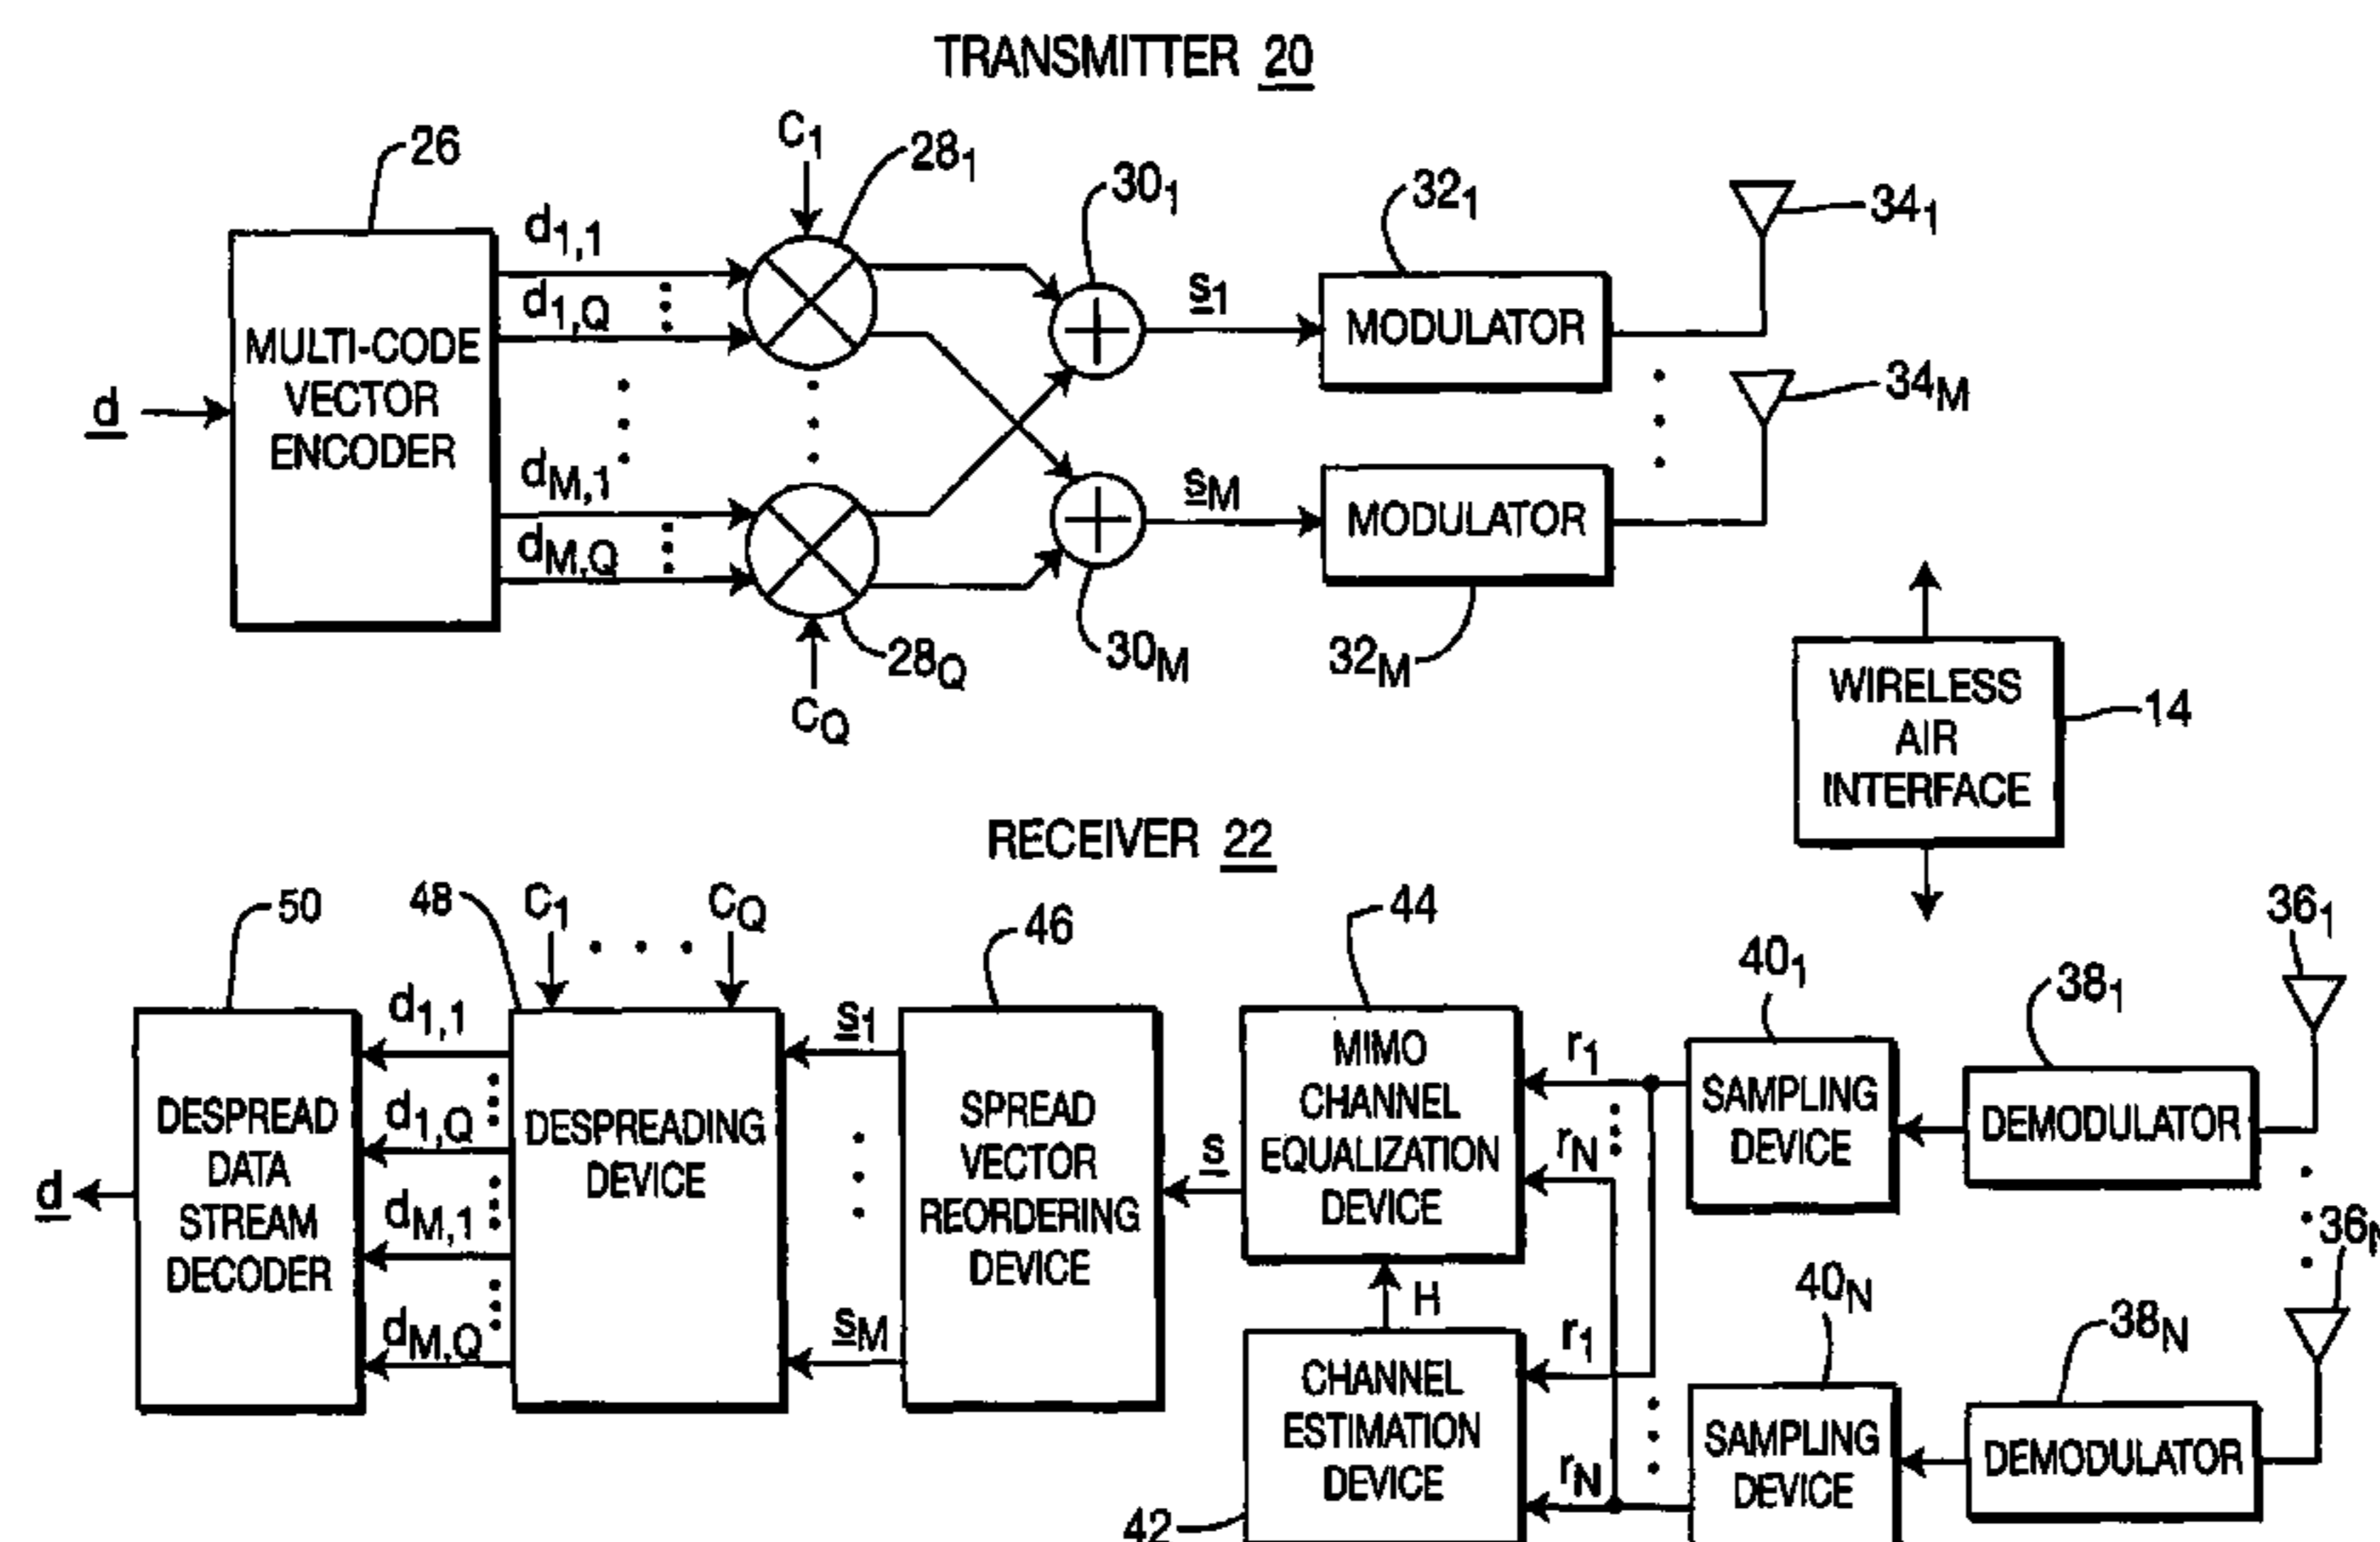 TRANSMITTER 20
26
C1
281
301
321
341
d1,1
d1,Q
MULTI-CODE
VECTOR
ENCODER
s1
MODULATOR
34M
d
dM,1
dM,Q
sM
MODULATOR
28Q
CQ
30M
32M
WIRELESS
AIR
INTERFACE
14
RECEIVER 22
50
48
C1
CQ
46
44
401
381
361
d1,1
d1,Q
dM,1
dM,Q
d
DESPREAD
DATA
STREAM
DECODER
DESPREADING
DEVICE
s1
sM
SPREAD
VECTOR
REORDERING
DEVICE
s
MIMO
CHANNEL
EQUALIZATION
DEVICE
r1
rN
SAMPLING
DEVICE
DEMODULATOR
36N
H
CHANNEL
ESTIMATION
DEVICE
42
r1
rN
40N
SAMPLING
DEVICE
38N
DEMODULATOR